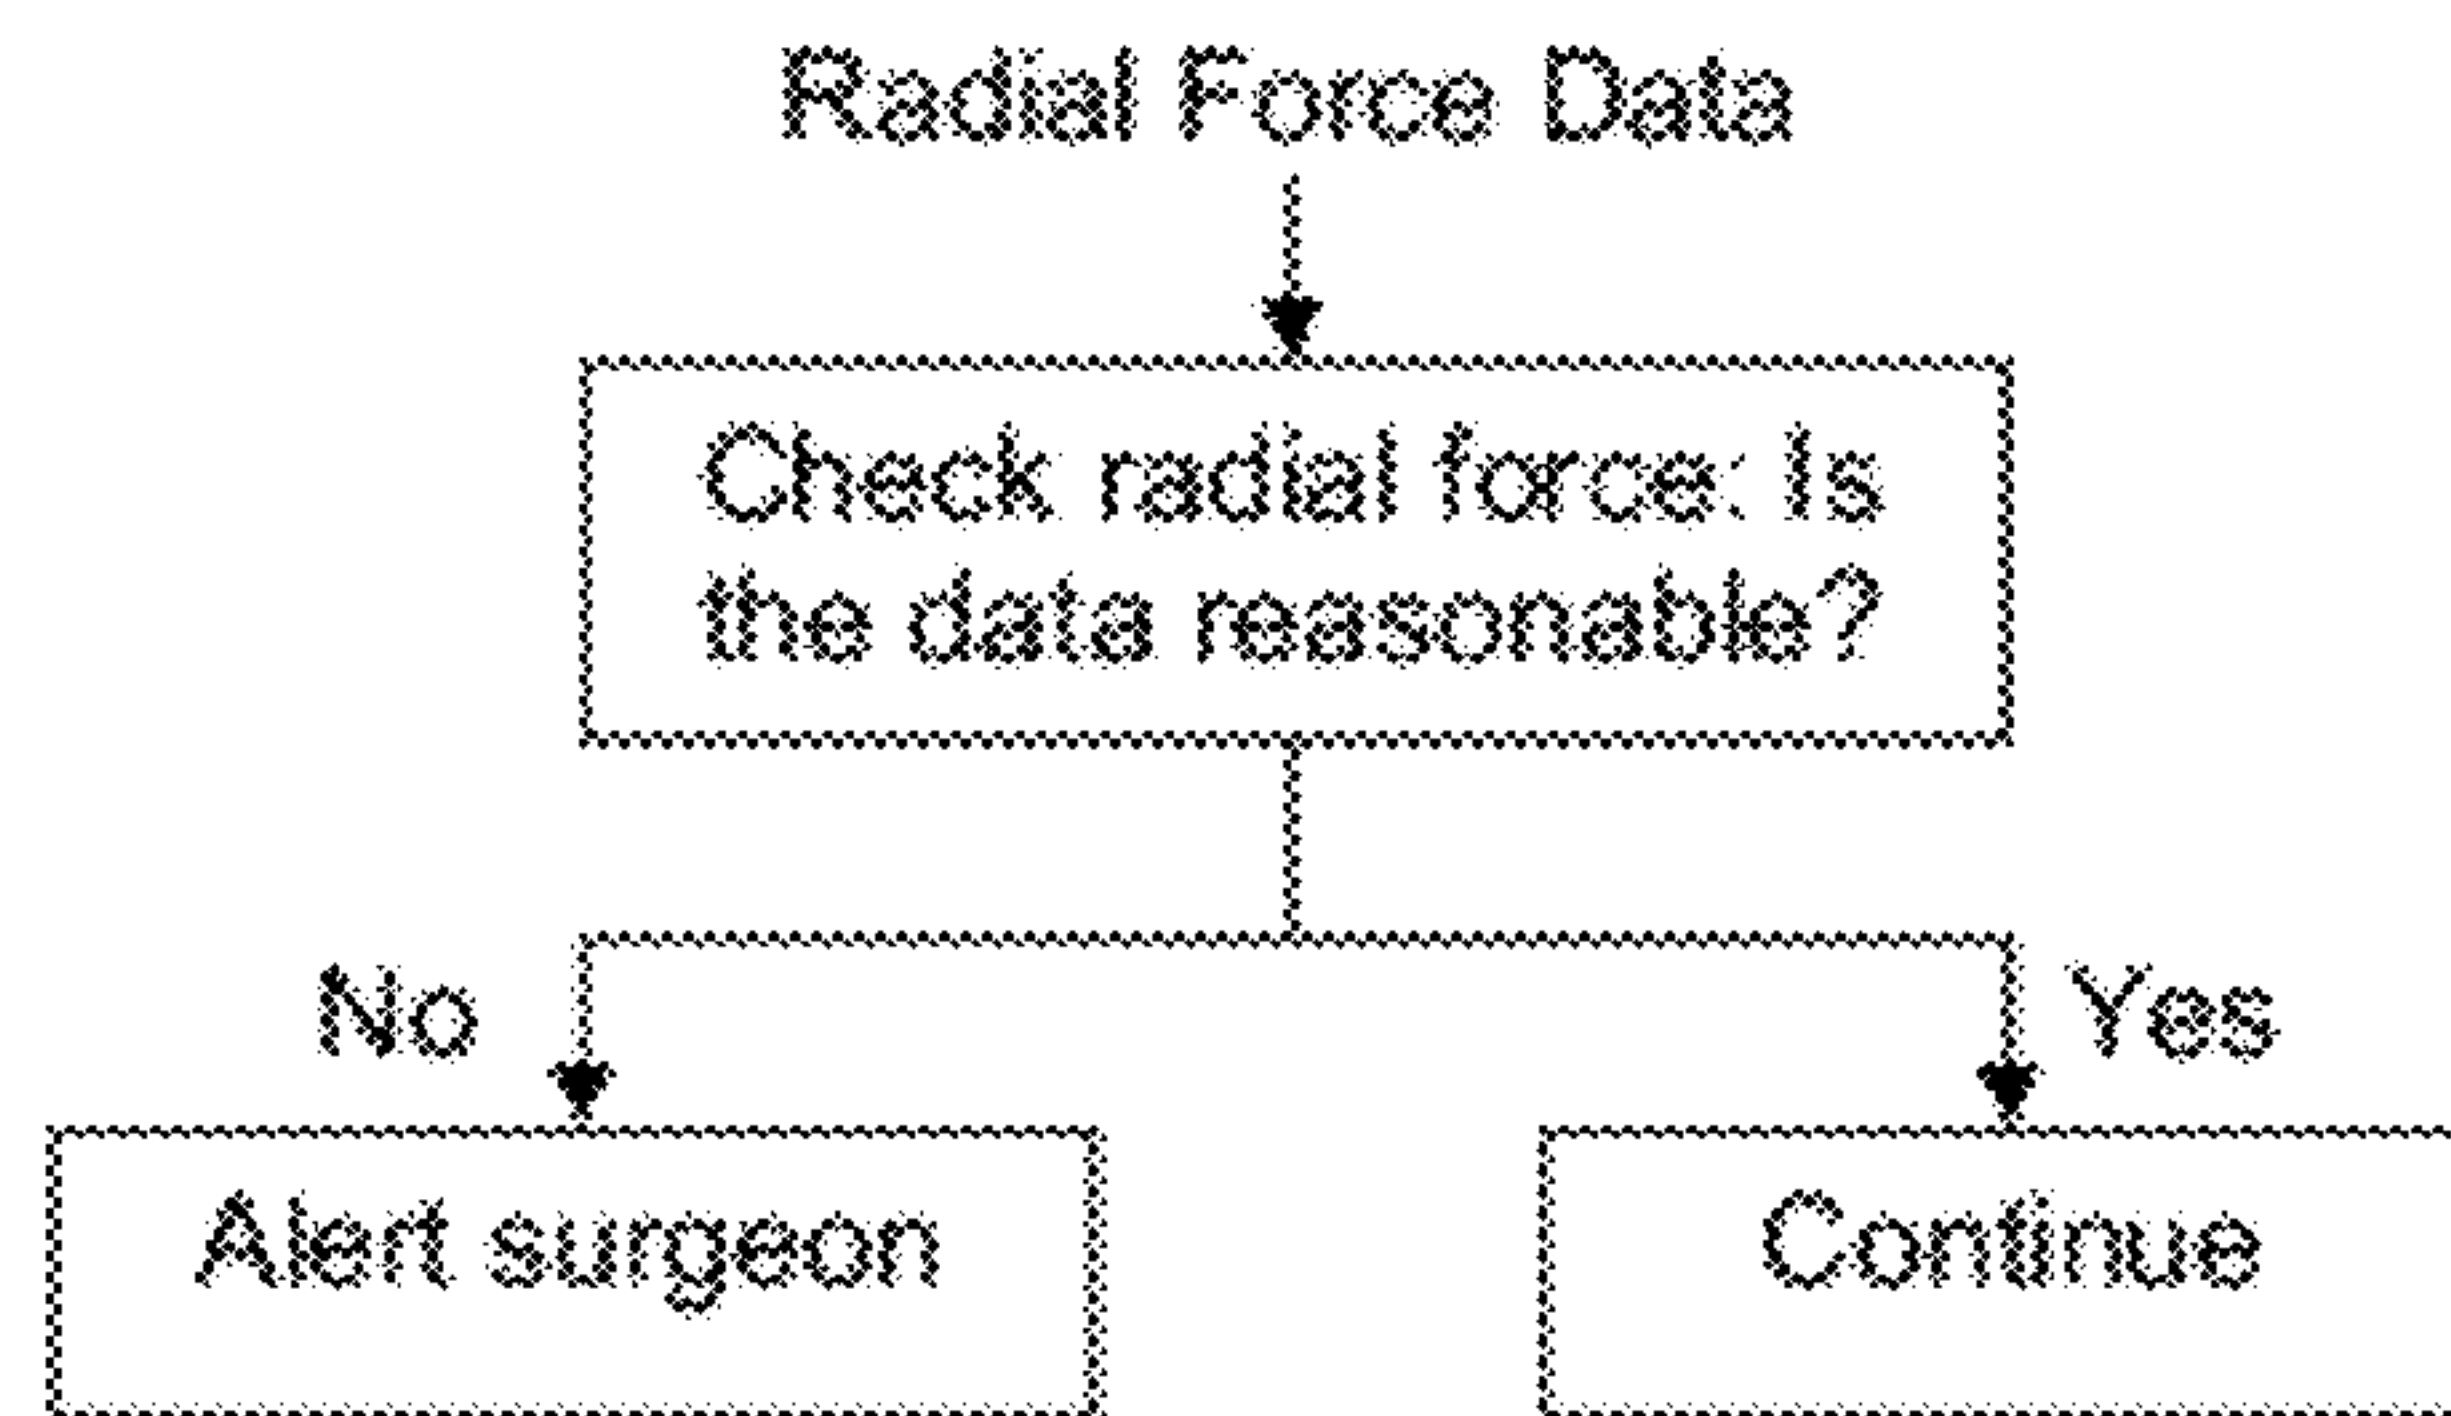 Radial Force Data
Check radial force: Is
the data reasonable?
No
Yes
Alert surgeon
Continue